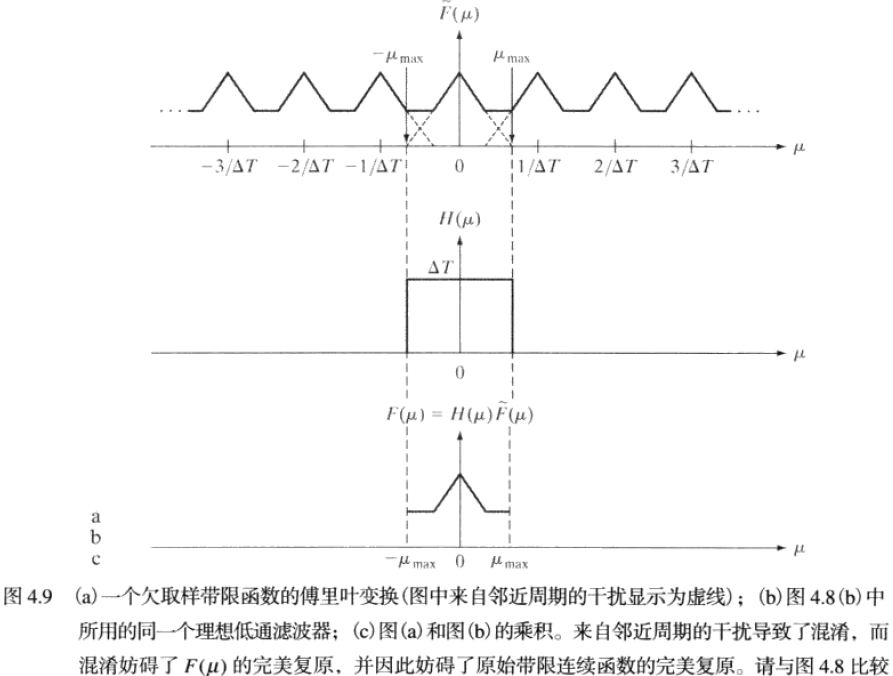 F̃(μ)
−μmax
μmax
· · ·
· · ·
−3/ΔT
−2/ΔT
−1/ΔT
0
1/ΔT
2/ΔT
3/ΔT
μ
H(μ)
ΔT
0
μ
F(μ) = H(μ)F̃(μ)
a
b
c
−μmax
0
μmax
μ
图 4.9 (a)一个欠取样带限函数的傅里叶变换(图中来自邻近周期的干扰显示为虚线)；(b)图 4.8(b)中
所用的同一个理想低通滤波器；(c)图(a)和图(b)的乘积。来自邻近周期的干扰导致了混淆，而
混淆妨碍了 F(μ) 的完美复原，并因此妨碍了原始带限连续函数的完美复原。请与图 4.8 比较